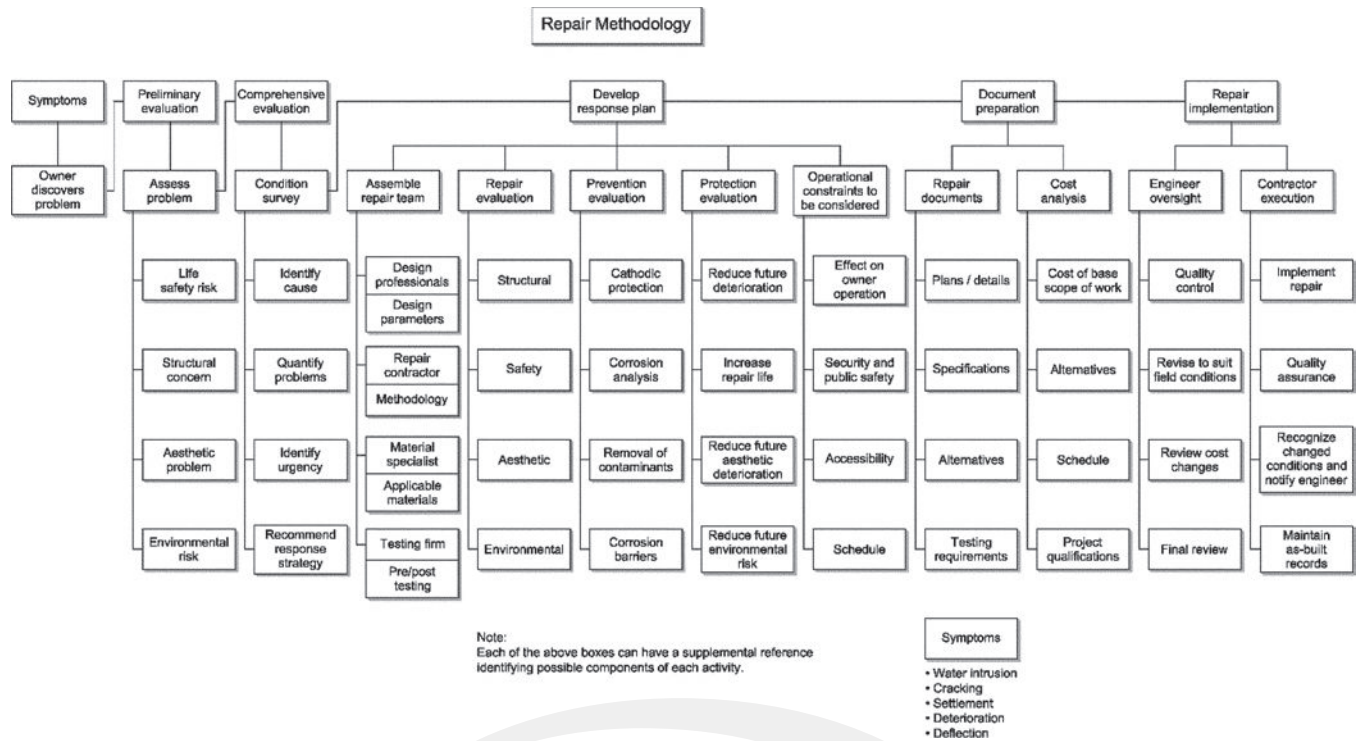 Repair Methodology
Symptoms
Preliminary
evaluation
Comprehensive
evaluation
Develop
response plan
Document
preparation
Repair
implementation
Owner
discovers
problem
Assess
problem
Condition
survey
Assemble
repair team
Repair
evaluation
Prevention
evaluation
Protection
evaluation
Operational
constraints to
be considered
Repair
documents
Cost
analysis
Engineer
oversight
Contractor
execution
Life
safety risk
Identify
cause
Design
professionals
Design
parameters
Structural
Cathodic
protection
Reduce future
deterioration
Effect on
owner
operation
Plans / details
Cost of base
scope of work
Quality
control
Implement
repair
Structural
concern
Quantify
problems
Repair
contractor
Methodology
Safety
Corrosion
analysis
Increase
repair life
Security and
public safety
Specifications
Alternatives
Revise to suit
field conditions
Quality
assurance
Aesthetic
problem
Identify
urgency
Material
specialist
Applicable
materials
Aesthetic
Removal of
contaminants
Reduce future
aesthetic
deterioration
Accessibility
Alternatives
Schedule
Review cost
changes
Recognize
changed
conditions and
notify engineer
Environmental
risk
Recommend
response
strategy
Testing firm
Pre/post
testing
Environmental
Corrosion
barriers
Reduce future
environmental
risk
Schedule
Testing
requirements
Project
qualifications
Final review
Maintain
as-built
records
Note:
Each of the above boxes can have a supplemental reference
identifying possible components of each activity.
Symptoms
• Water intrusion
• Cracking
• Settlement
• Deterioration
• Deflection